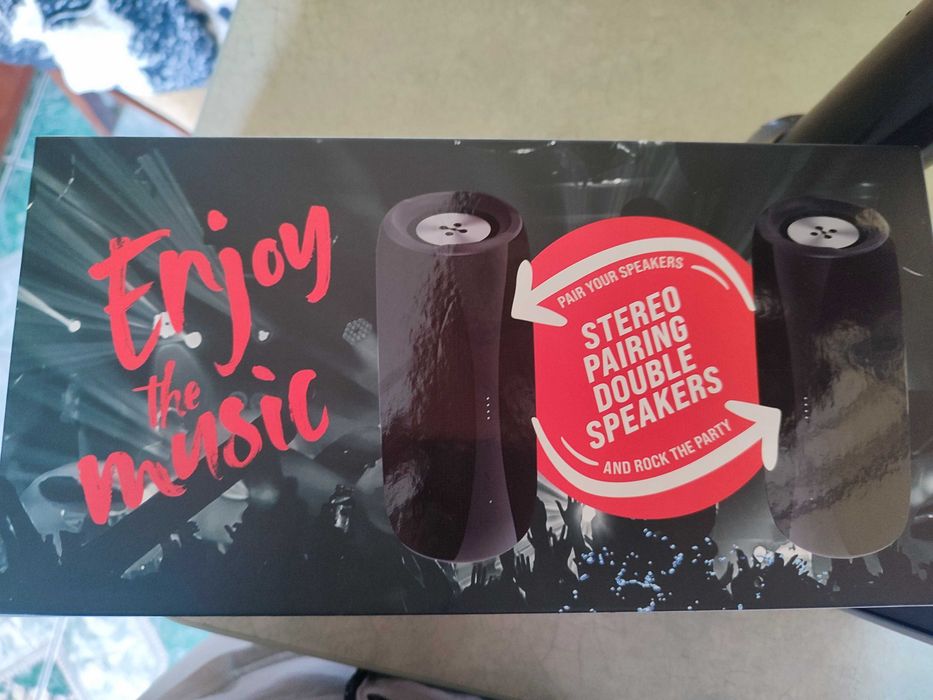 Enjoy
the
music
PAIR YOUR SPEAKERS
STEREO
PAIRING
DOUBLE
SPEAKERS
AND ROCK THE PARTY